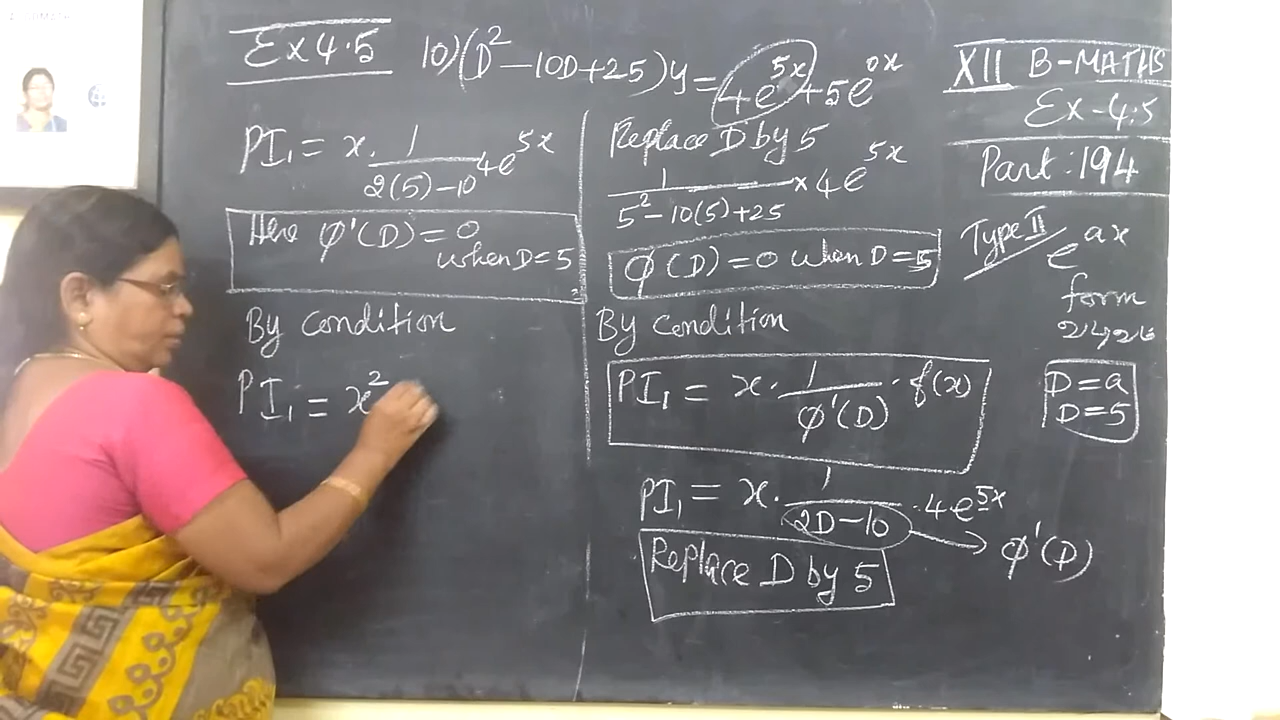 Ex 4.5 10) (D² – 10D + 25) y = 4e^5x + 5e^0x
PI₁ = x · 1/(2(5) – 10) 4e^5x
Here φ'(D) = 0
when D = 5
By condition
PI₁ = x²
Replace D by 5
1/(5² – 10(5) + 25) × 4e^5x
φ(D) = 0 when D = 5
By condition
PI₁ = x · 1/φ'(D) · f(x)
PI₁ = x · 1/(2D – 10) · 4e^5x
→ φ'(D)
Replace D by 5
XII B-MATHS
Ex - 4.5
Part : 194
Type II
e^ax
form
D = a
D = 5